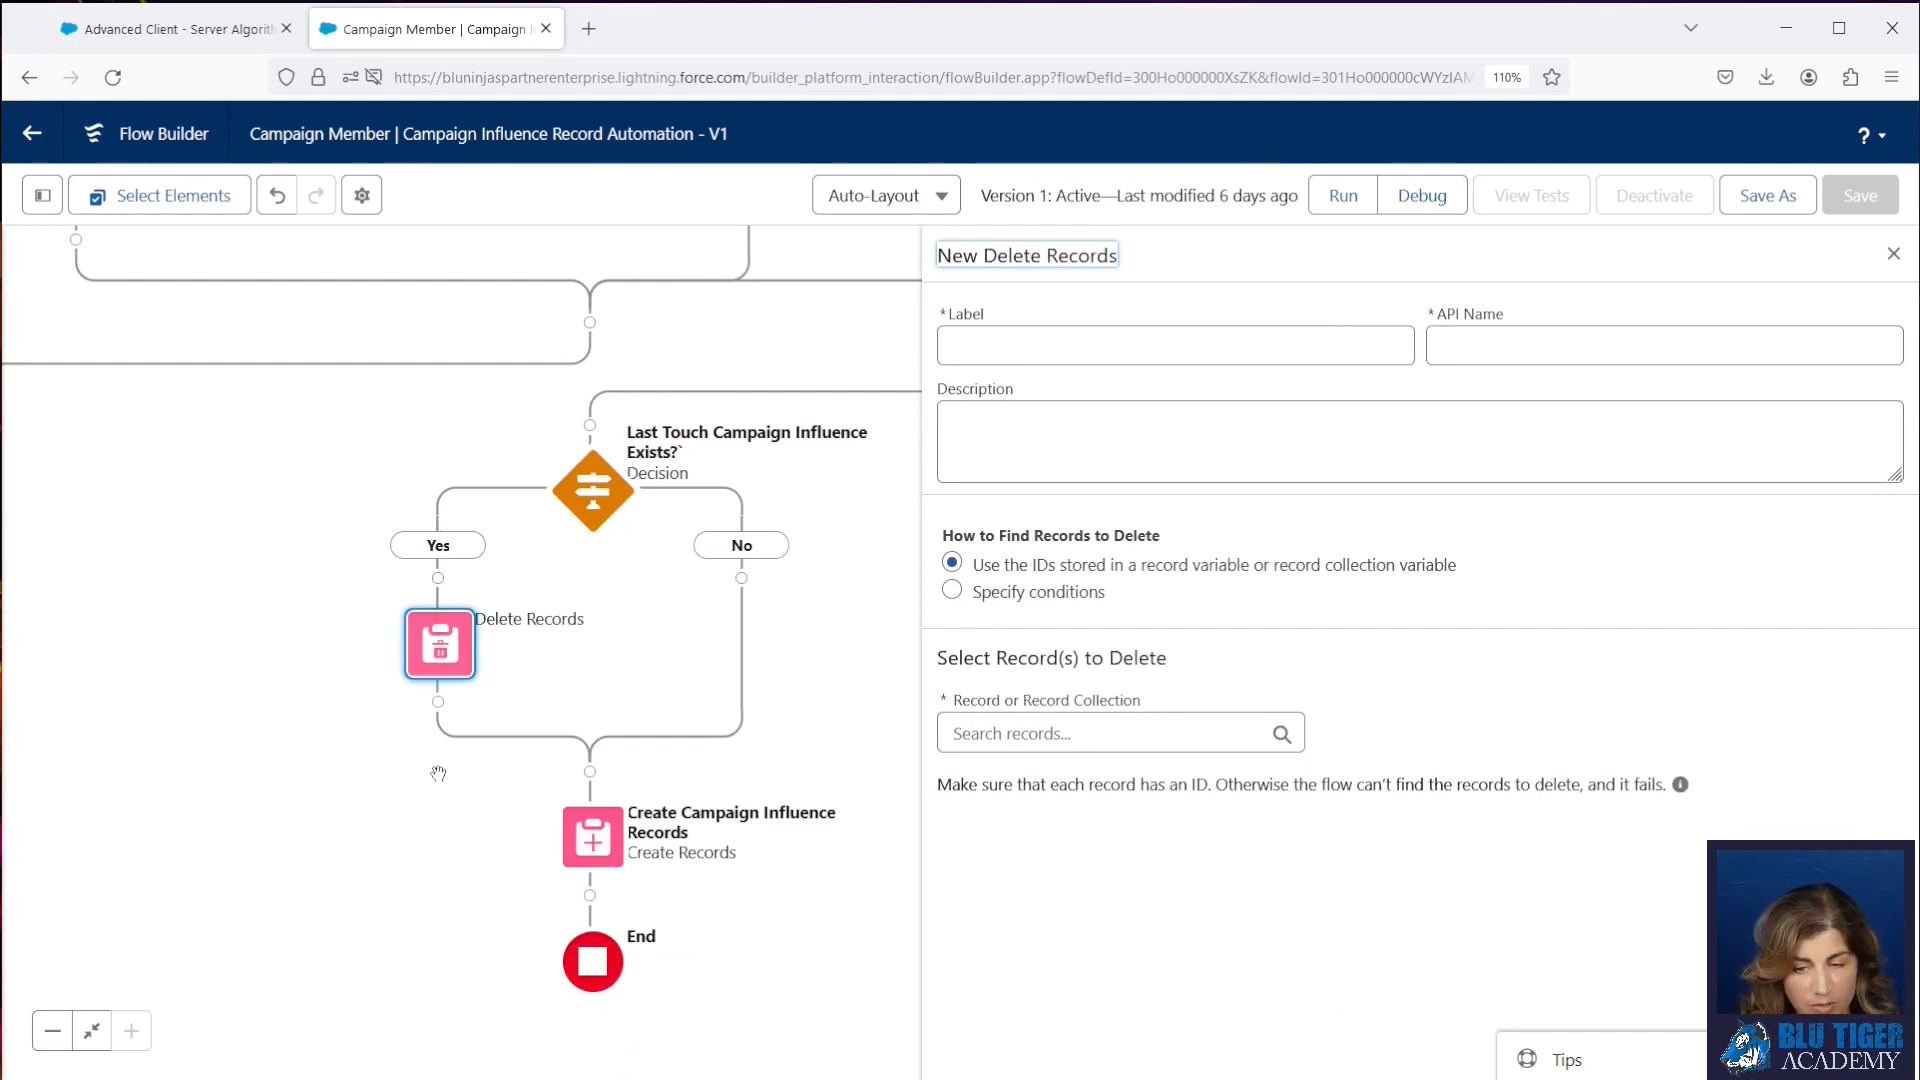 Advanced Client - Server Algorith
Campaign Member | Campaign I
https://bluninjaspartnerenterprise.lightning.force.com/builder_platform_interaction/flowBuilder.app?flowDefId=300Ho000000XsZK&flowId=301Ho000000cWYzIAM
110%
Flow Builder
Campaign Member | Campaign Influence Record Automation - V1
?
Select Elements
Auto-Layout
Version 1: Active—Last modified 6 days ago
Run
Debug
View Tests
Deactivate
Save As
Save
New Delete Records
*Label
*API Name
Description
Last Touch Campaign Influence
Exists?`
Decision
Yes
No
Delete Records
How to Find Records to Delete
Use the IDs stored in a record variable or record collection variable
Specify conditions
Select Record(s) to Delete
* Record or Record Collection
Search records...
Make sure that each record has an ID. Otherwise the flow can't find the records to delete, and it fails.
Create Campaign Influence
Records
Create Records
End
Tips
BLU TIGER
ACADEMY